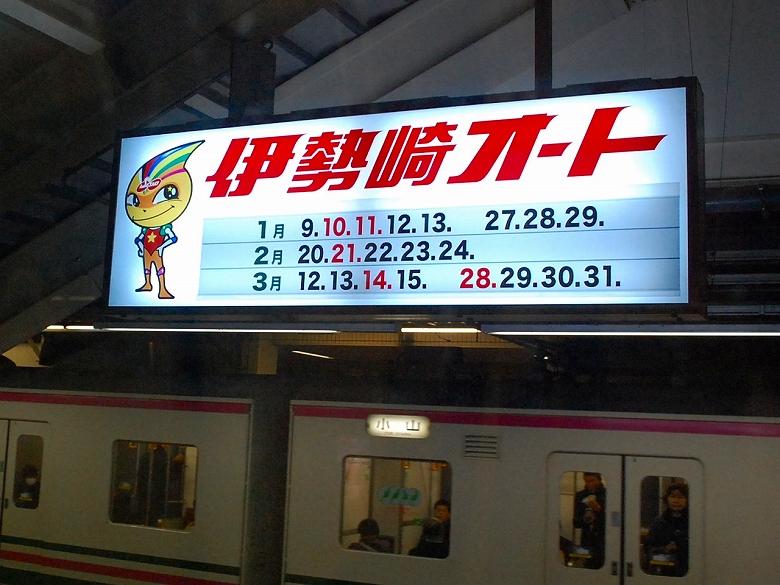 伊勢崎オート
1月 9.10.11.12.13. 27.28.29.
2月 20.21.22.23.24.
3月 12.13.14.15. 28.29.30.31.
小山